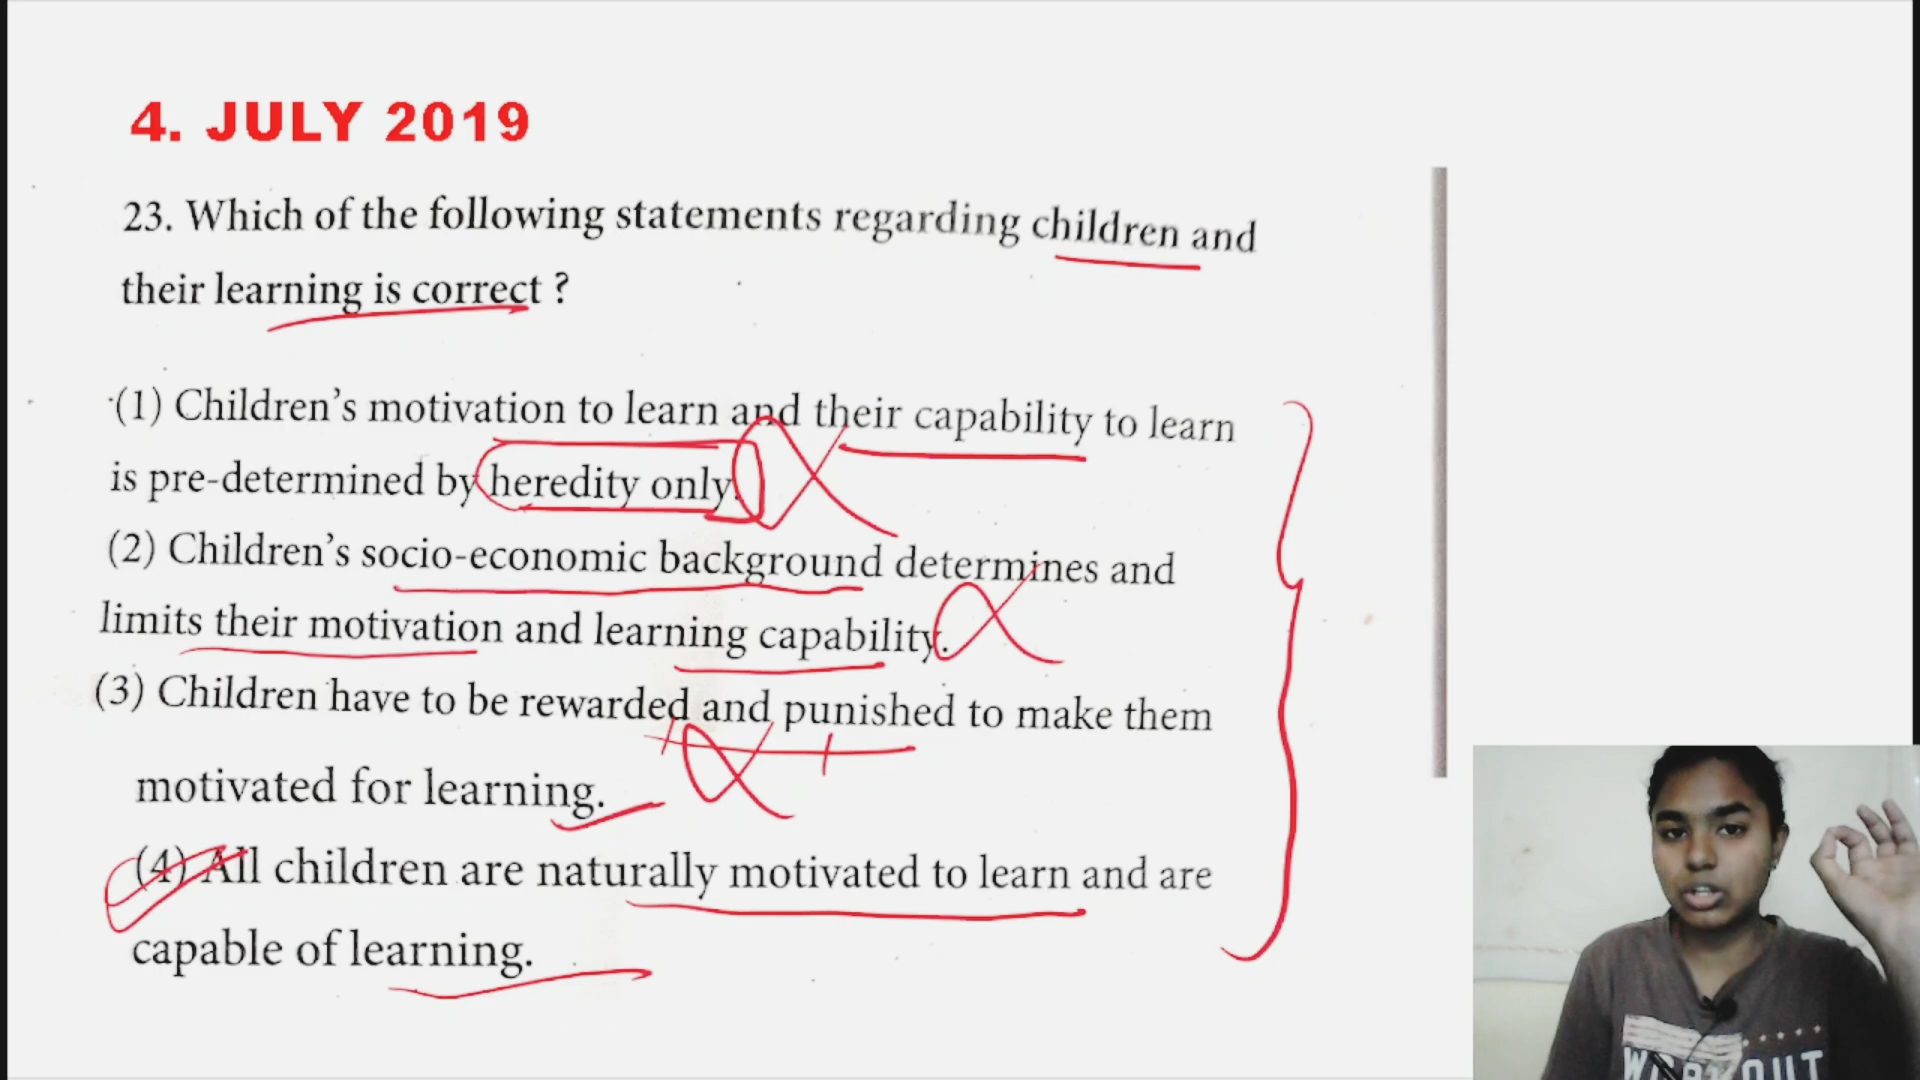 4. JULY 2019
23. Which of the following statements regarding children and
their learning is correct ?
(1) Children's motivation to learn and their capability to learn
is pre-determined by heredity only.
(2) Children's socio-economic background determines and
limits their motivation and learning capability.
(3) Children have to be rewarded and punished to make them
motivated for learning.
(4) All children are naturally motivated to learn and are
capable of learning.